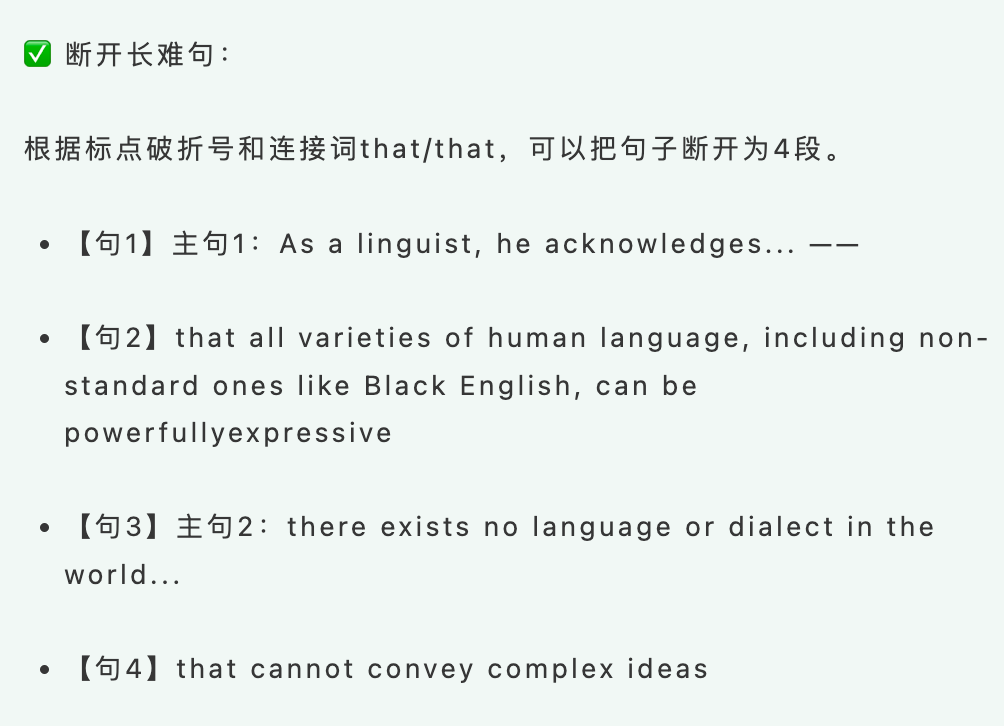 ✅ 断开长难句：
根据标点破折号和连接词that/that，可以把句子断开为4段。
• 【句1】主句1：As a linguist, he acknowledges... ——
• 【句2】that all varieties of human language, including non-
standard ones like Black English, can be
powerfullyexpressive
• 【句3】主句2：there exists no language or dialect in the
world...
• 【句4】that cannot convey complex ideas